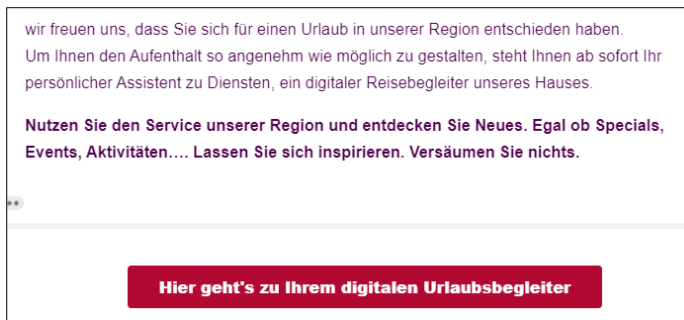 wir freuen uns, dass Sie sich für einen Urlaub in unserer Region entschieden haben.
Um Ihnen den Aufenthalt so angenehm wie möglich zu gestalten, steht Ihnen ab sofort Ihr
persönlicher Assistent zu Diensten, ein digitaler Reisebegleiter unseres Hauses.
Nutzen Sie den Service unserer Region und entdecken Sie Neues. Egal ob Specials,
Events, Aktivitäten.... Lassen Sie sich inspirieren. Versäumen Sie nichts.
Hier geht's zu Ihrem digitalen Urlaubsbegleiter